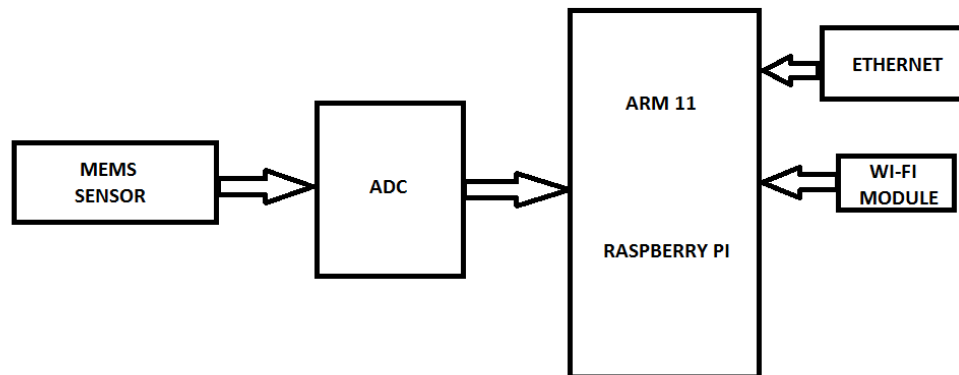 MEMS
SENSOR
ADC
ARM 11
RASPBERRY PI
ETHERNET
WI-FI
MODULE